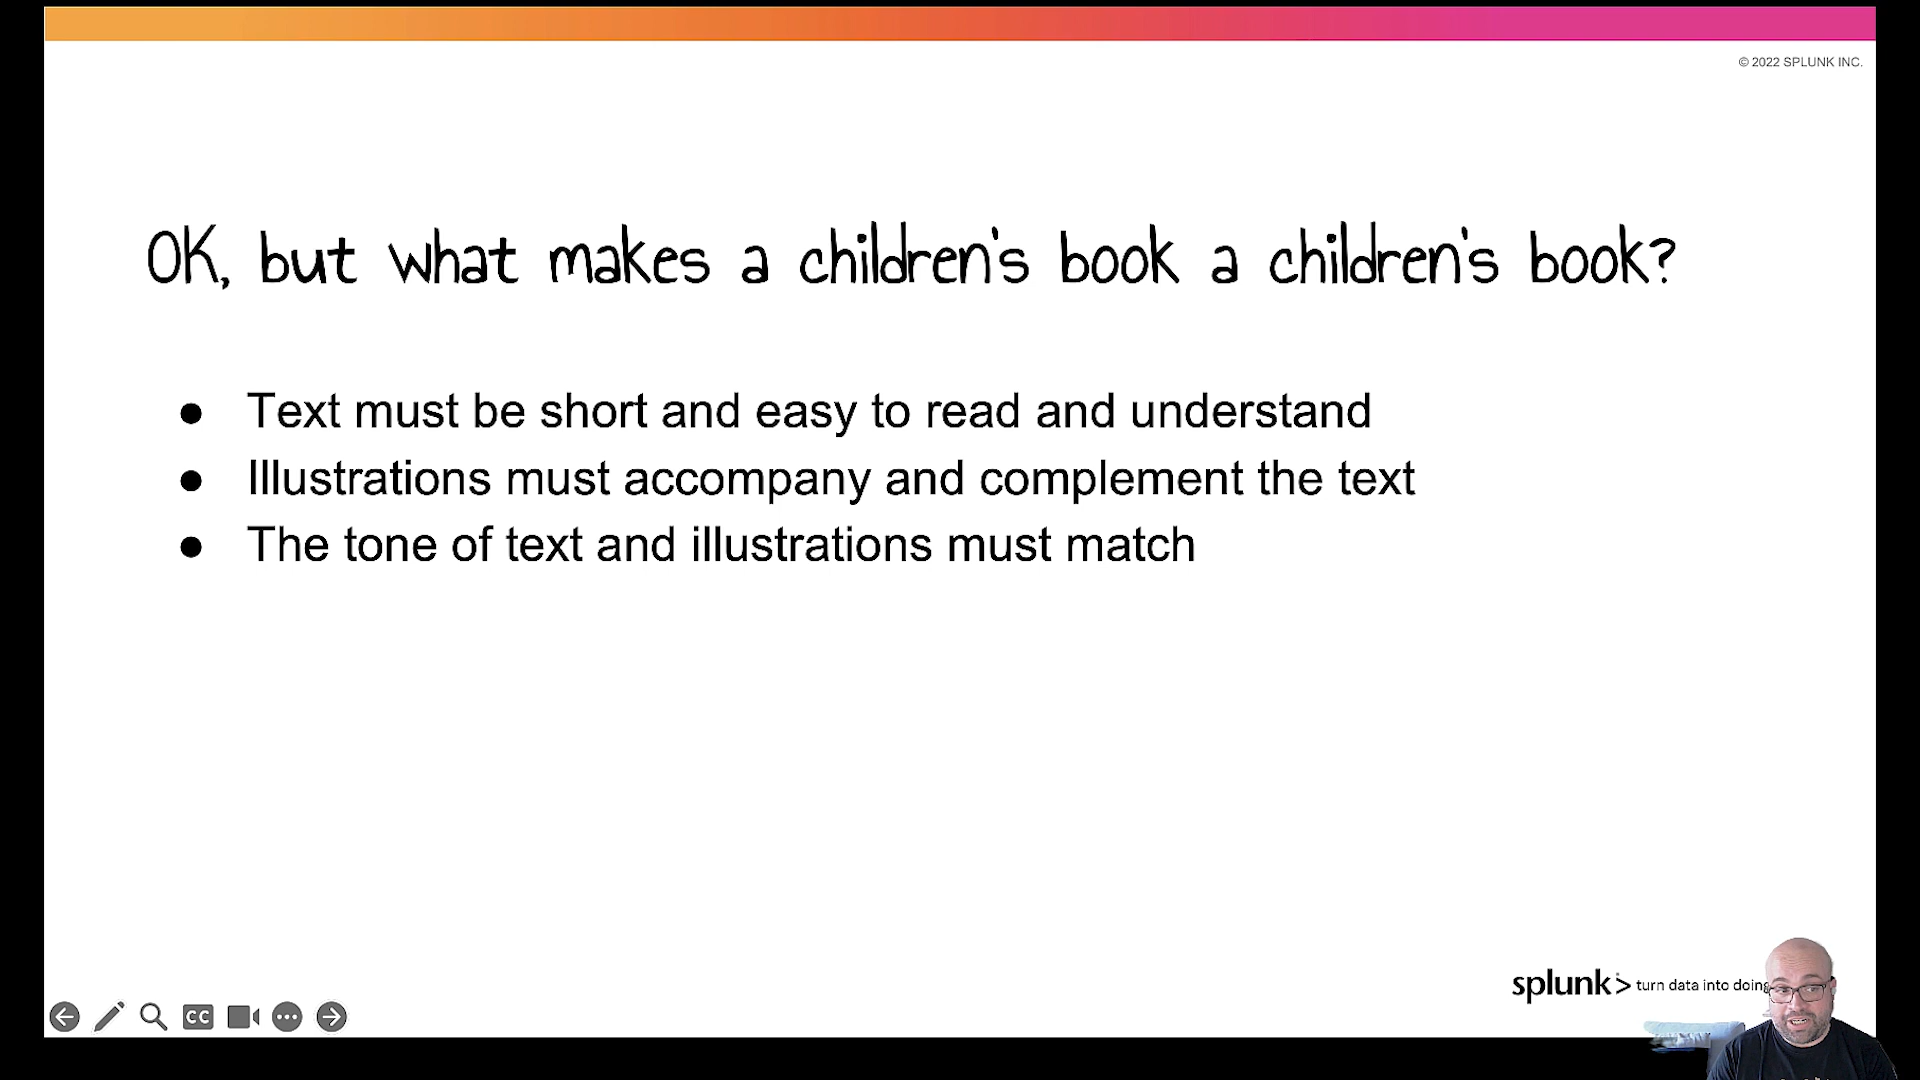 © 2022 SPLUNK INC.
OK, but what makes a children's book a children's book?
● Text must be short and easy to read and understand
● Illustrations must accompany and complement the text
● The tone of text and illustrations must match
splunk> turn data into doing
CC